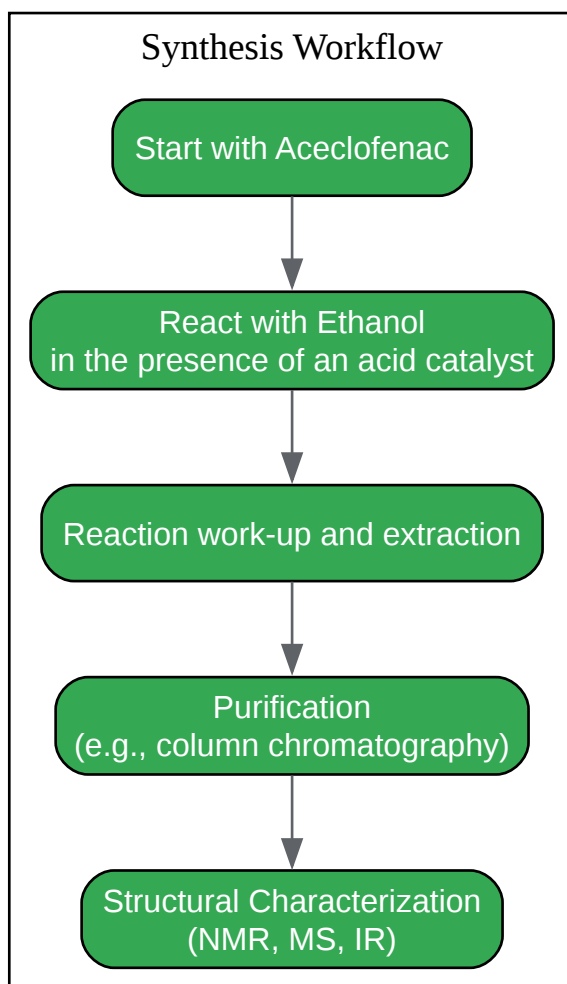 Synthesis Workflow
Start with Aceclofenac
React with Ethanol
in the presence of an acid catalyst
Reaction work-up and extraction
Purification
(e.g., column chromatography)
Structural Characterization
(NMR, MS, IR)